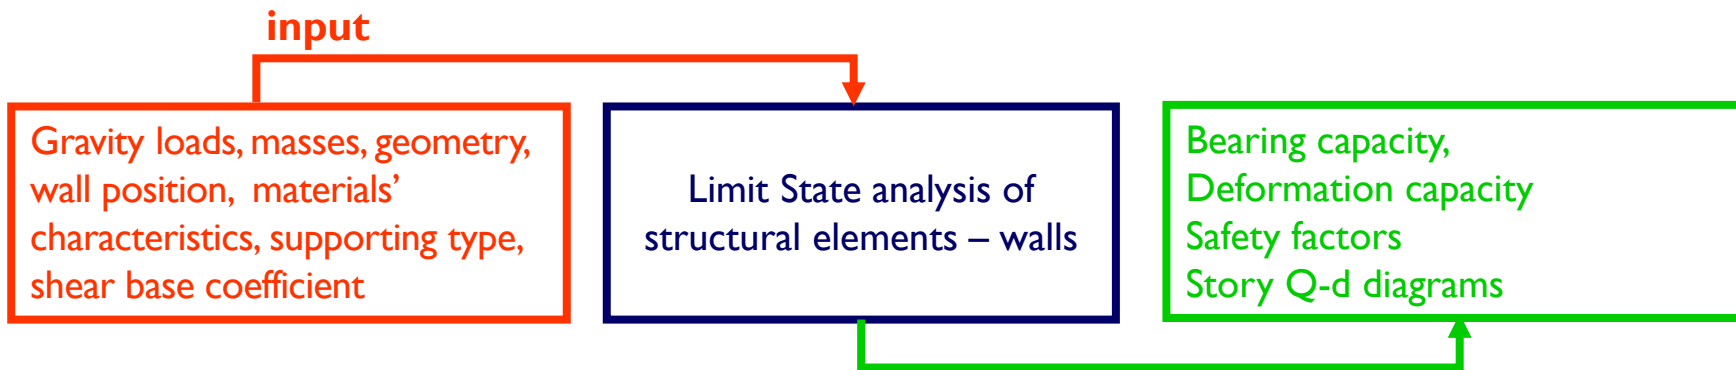 input
Gravity loads, masses, geometry,
wall position, materials’
characteristics, supporting type,
shear base coefficient
Limit State analysis of
structural elements – walls
Bearing capacity,
Deformation capacity
Safety factors
Story Q-d diagrams